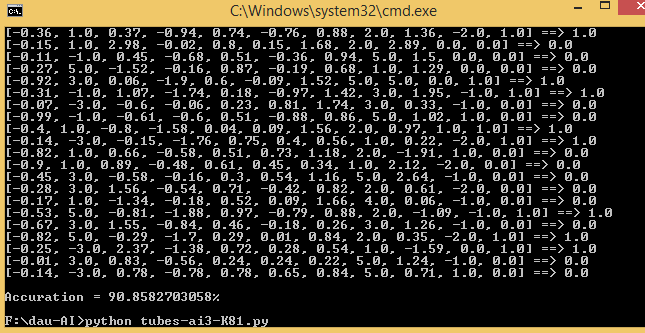 C:\Windows\system32\cmd.exe
[-0.36, 1.0, 0.37, -0.94, 0.74, -0.76, 0.88, 2.0, 1.36, -2.0, 1.0] ==> 1.0
[-0.15, 1.0, 2.98, -0.02, 0.8, 0.15, 1.68, 2.0, 2.89, 0.0, 0.0] ==> 0.0
[-0.11, -1.0, 0.45, -0.68, 0.51, -0.36, 0.94, 5.0, 1.5, 0.0, 0.0] ==> 0.0
[-0.27, 5.0, -1.52, -0.16, 0.87, -0.19, 0.68, 1.0, 1.29, 0.0, 0.0] ==> 0.0
[-0.92, 3.0, 0.06, -1.9, 0.6, -0.09, 1.52, 5.0, 5.0, 0.0, 1.0] ==> 1.0
[-0.31, -1.0, 1.07, -1.74, 0.18, -0.97, 1.42, 3.0, 1.95, -1.0, 1.0] ==> 1.0
[-0.07, -3.0, -0.6, -0.06, 0.23, 0.81, 1.74, 3.0, 0.33, -1.0, 0.0] ==> 0.0
[-0.99, -1.0, -0.61, -0.6, 0.51, -0.88, 0.86, 5.0, 1.02, 1.0, 0.0] ==> 0.0
[-0.4, 1.0, -0.8, -1.58, 0.04, 0.09, 1.56, 2.0, 0.97, 1.0, 1.0] ==> 1.0
[-0.14, -3.0, -0.15, -1.76, 0.75, 0.4, 0.56, 1.0, 0.22, -2.0, 1.0] ==> 1.0
[-0.82, 1.0, 0.66, -0.58, 0.51, 0.73, 1.18, 2.0, -1.91, 1.0, 0.0] ==> 0.0
[-0.9, 1.0, 0.89, -0.48, 0.61, 0.45, 0.34, 1.0, 2.12, -2.0, 0.0] ==> 0.0
[-0.45, 3.0, -0.58, -0.16, 0.3, 0.54, 1.16, 5.0, 2.64, -1.0, 0.0] ==> 0.0
[-0.28, 3.0, 1.56, -0.54, 0.71, -0.42, 0.82, 2.0, 0.61, -2.0, 0.0] ==> 0.0
[-0.17, 1.0, -1.34, -0.18, 0.52, 0.09, 1.66, 4.0, 0.06, -1.0, 0.0] ==> 0.0
[-0.53, 5.0, -0.81, -1.88, 0.97, -0.79, 0.88, 2.0, -1.09, -1.0, 1.0] ==> 1.0
[-0.67, 3.0, 1.55, -0.84, 0.46, -0.18, 0.26, 3.0, 1.26, -1.0, 0.0] ==> 0.0
[-0.82, 5.0, -0.29, -1.7, 0.29, 0.01, 0.84, 2.0, 0.35, -2.0, 1.0] ==> 1.0
[-0.25, -3.0, 2.37, -1.38, 0.72, 0.28, 0.54, 1.0, -1.59, 0.0, 1.0] ==> 1.0
[-0.01, 3.0, 0.83, -0.56, 0.24, 0.24, 0.22, 5.0, 1.24, -1.0, 0.0] ==> 0.0
[-0.14, -3.0, 0.78, -0.78, 0.78, 0.65, 0.84, 5.0, 0.71, 1.0, 0.0] ==> 0.0
Accuration = 90.8582703058%
F:\dau-AI>python tubes-ai3-K81.py